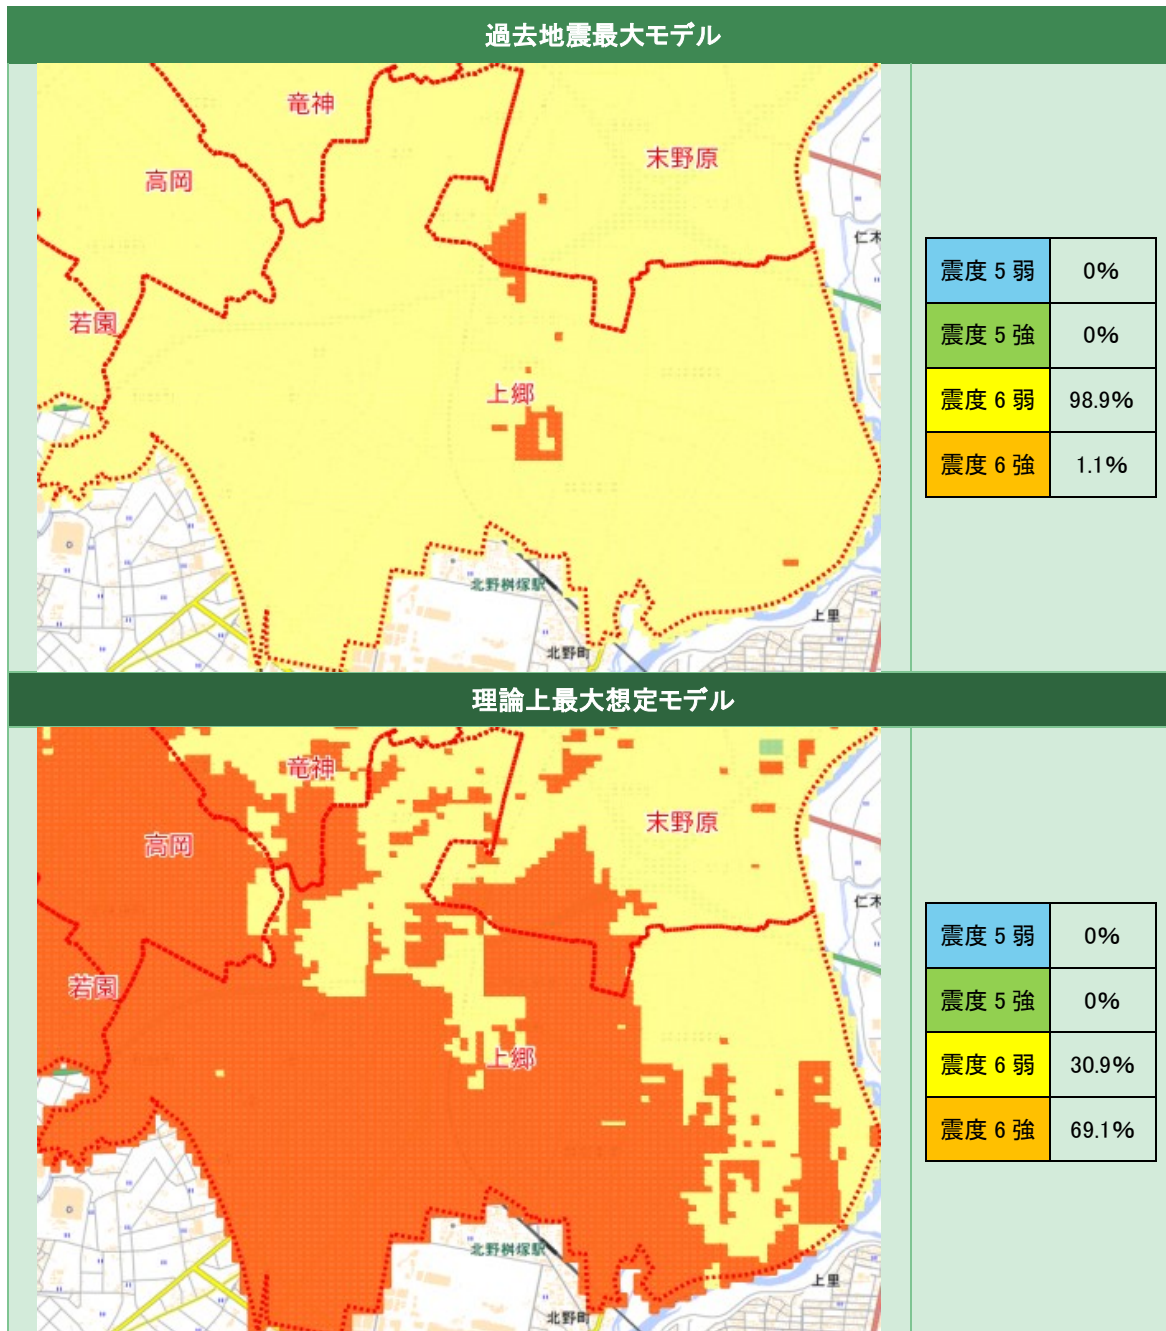 過去地震最大モデル
竜神
末野原
高岡
仁木
若園
上郷
北野桝塚駅
上里
北野町
震度5弱 0%
震度5強 0%
震度6弱 98.9%
震度6強 1.1%
理論上最大想定モデル
竜神
末野原
高岡
仁木
若園
上郷
北野桝塚駅
上里
北野町
震度5弱 0%
震度5強 0%
震度6弱 30.9%
震度6強 69.1%